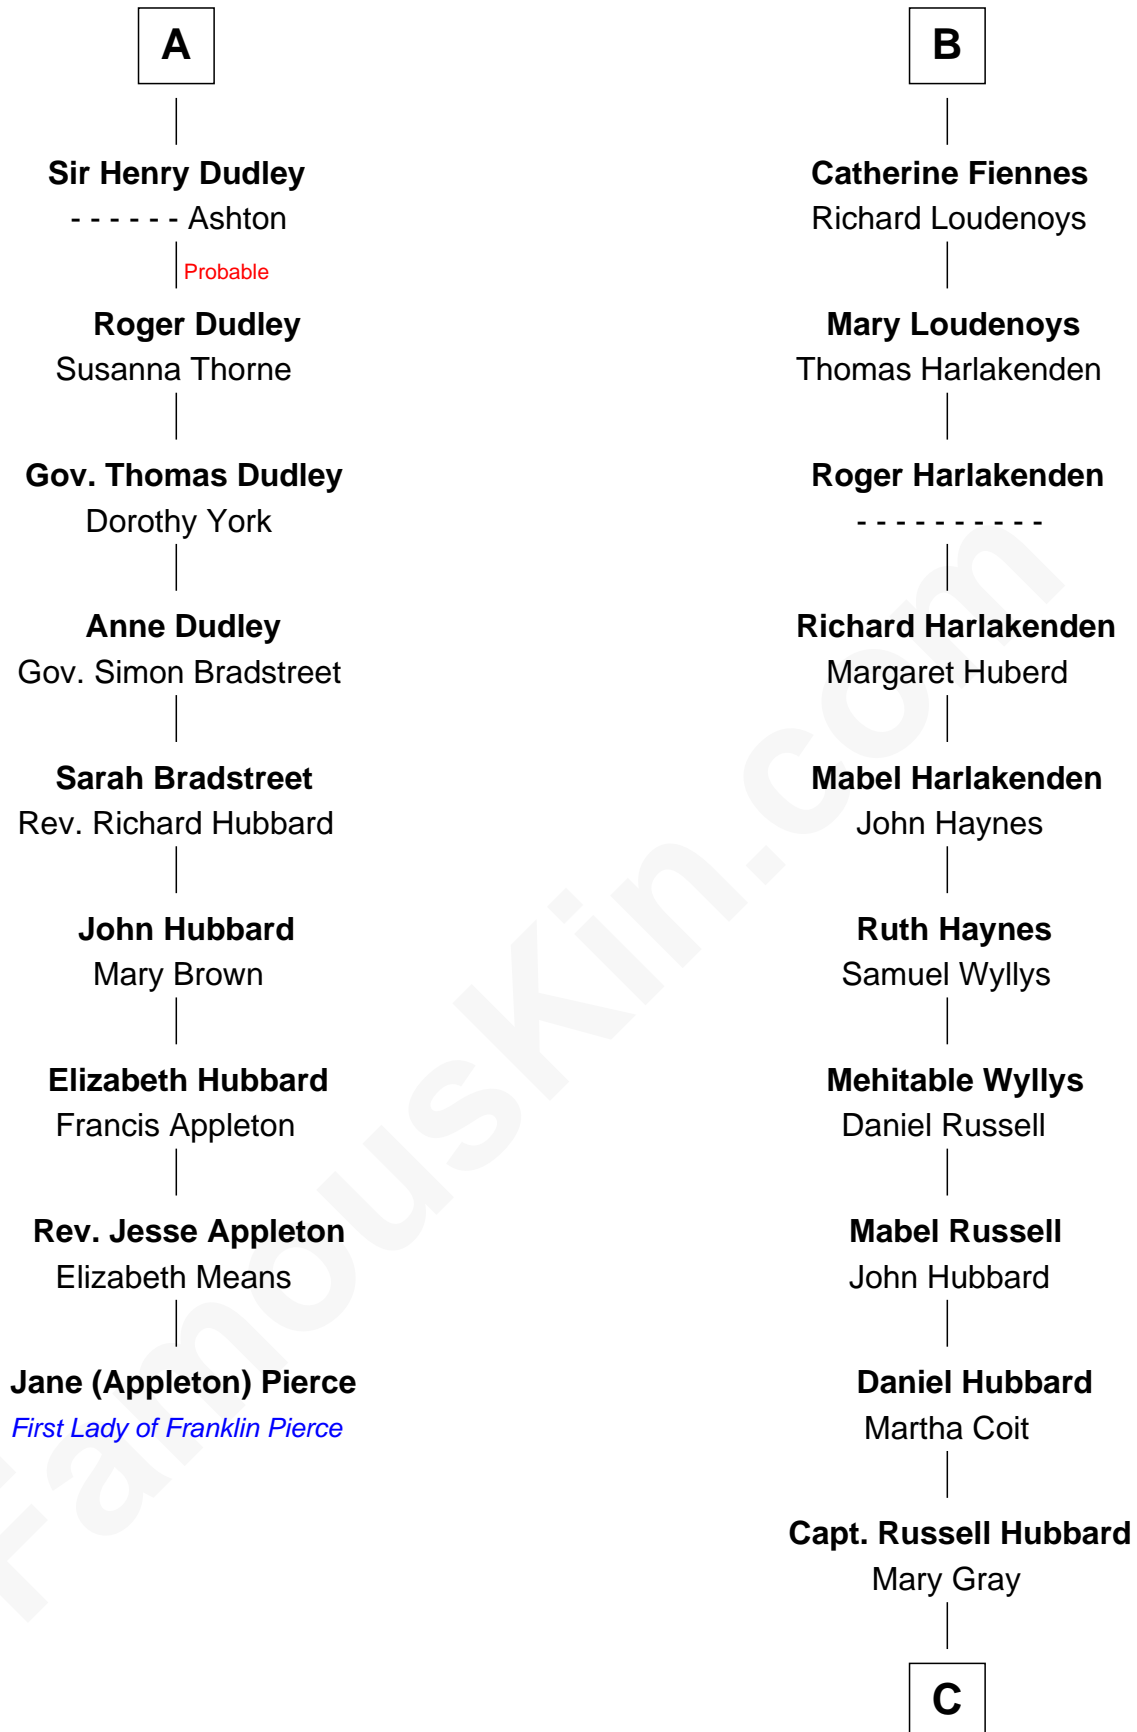 A
Sir Henry Dudley
- - - - - - Ashton
Probable
Roger Dudley
Susanna Thorne
Gov. Thomas Dudley
Dorothy York
Anne Dudley
Gov. Simon Bradstreet
Sarah Bradstreet
Rev. Richard Hubbard
John Hubbard
Mary Brown
Elizabeth Hubbard
Francis Appleton
Rev. Jesse Appleton
Elizabeth Means
Jane (Appleton) Pierce
First Lady of Franklin Pierce
B
Catherine Fiennes
Richard Loudenoys
Mary Loudenoys
Thomas Harlakenden
Roger Harlakenden
- - - - - - - - - -
Richard Harlakenden
Margaret Huberd
Mabel Harlakenden
John Haynes
Ruth Haynes
Samuel Wyllys
Mehitable Wyllys
Daniel Russell
Mabel Russell
John Hubbard
Daniel Hubbard
Martha Coit
Capt. Russell Hubbard
Mary Gray
C
FamousKin.com